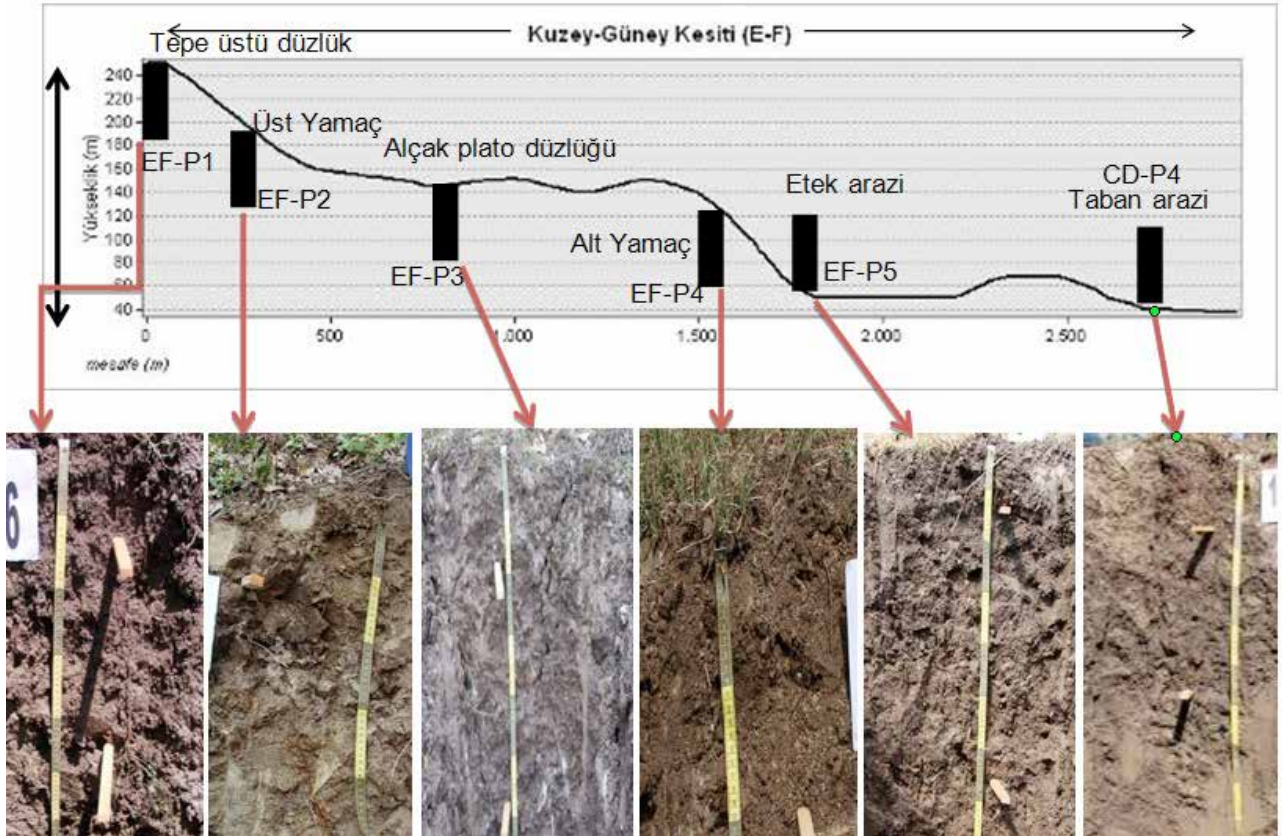 Kuzey-Güney Kesiti (E-F)
Tepe üstü düzlük
Yükseklik (m)
240
220
200
180
160
140
120
100
80
60
40
Üst Yamaç
Alçak plato düzlüğü
EF-P1
EF-P2
EF-P3
Alt Yamaç
EF-P4
Etek arazi
EF-P5
CD-P4
Taban arazi
0
500
1.000
1.500
2.000
2.500
mesafe (m)
6
1